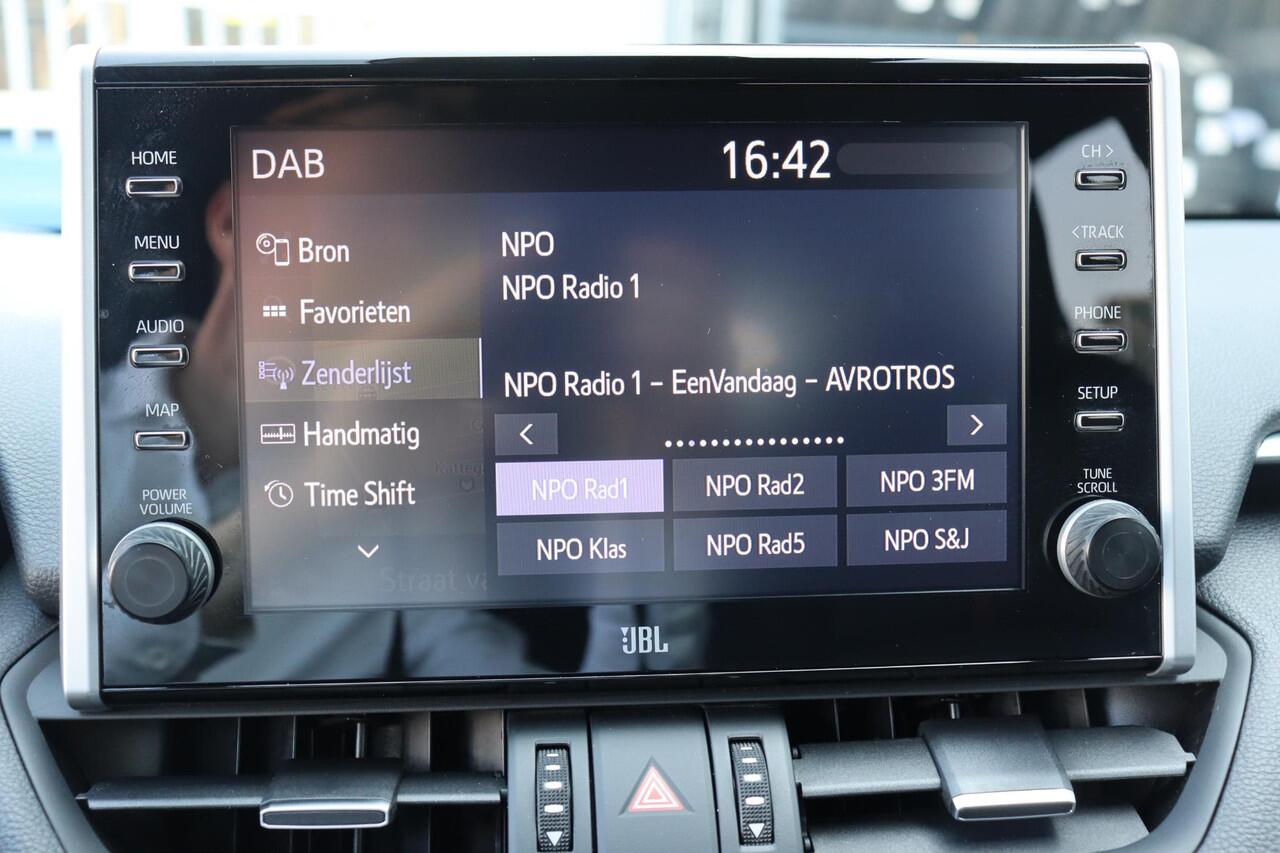 HOME
MENU
AUDIO
MAP
POWER
VOLUME
DAB
16:42
Bron
Favorieten
Zenderlijst
Handmatig
Time Shift
NPO
NPO Radio 1
NPO Radio 1 - EenVandaag - AVROTROS
<
>
NPO Rad1
NPO Rad2
NPO 3FM
NPO Klas
NPO Rad5
NPO S&J
Straat va
CH >
< TRACK
PHONE
SETUP
TUNE
SCROLL
JBL